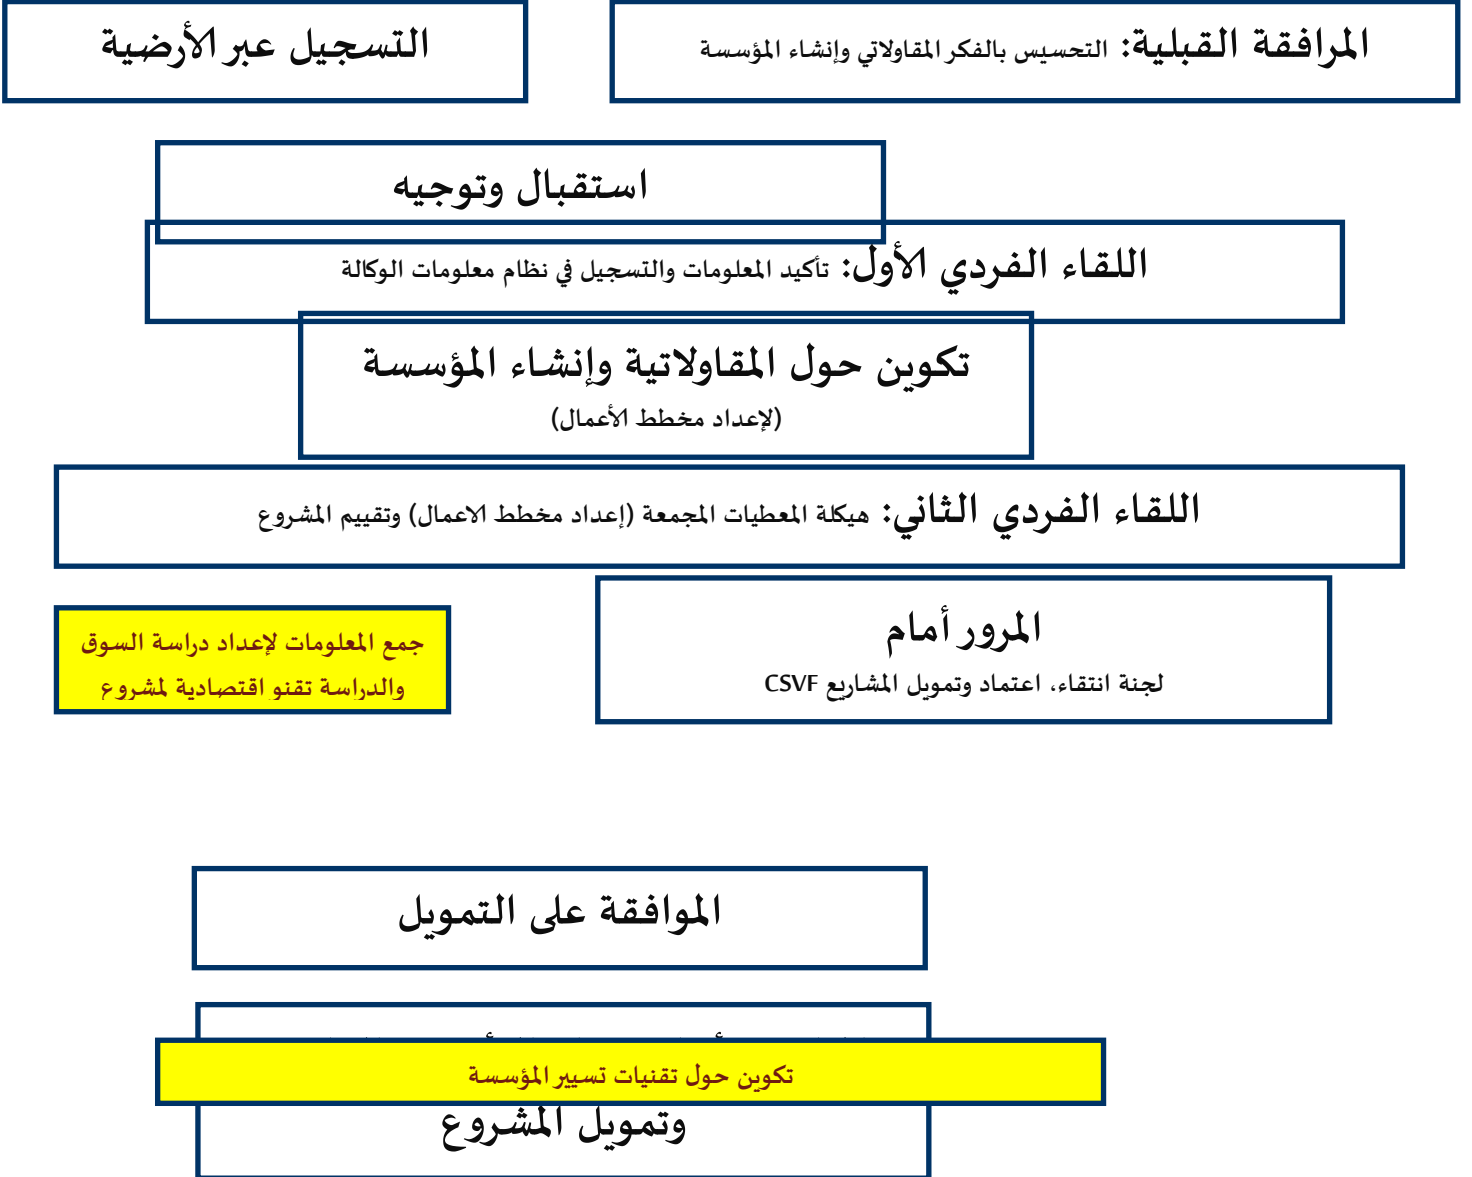 المرافقة القبلية: التحسيس بالفكر المقاولاتي وإنشاء المؤسسة
التسجيل عبر الأرضية
استقبال وتوجيه
اللقاء الفردي الأول: تأكيد المعلومات والتسجيل في نظام معلومات الوكالة
تكوين حول المقاولاتية وإنشاء المؤسسة
(لإعداد مخطط الأعمال)
اللقاء الفردي الثاني: هيكلة المعطيات المجمعة (إعداد مخطط الاعمال) وتقييم المشروع
المرور أمام
لجنة انتقاء، اعتماد وتمويل المشاريع CSVF
جمع المعلومات لإعداد دراسة السوق
والدراسة تقنو اقتصادية لمشروع
الموافقة على التمويل
تكوين حول تقنيات تسيير المؤسسة
وتمويل المشروع